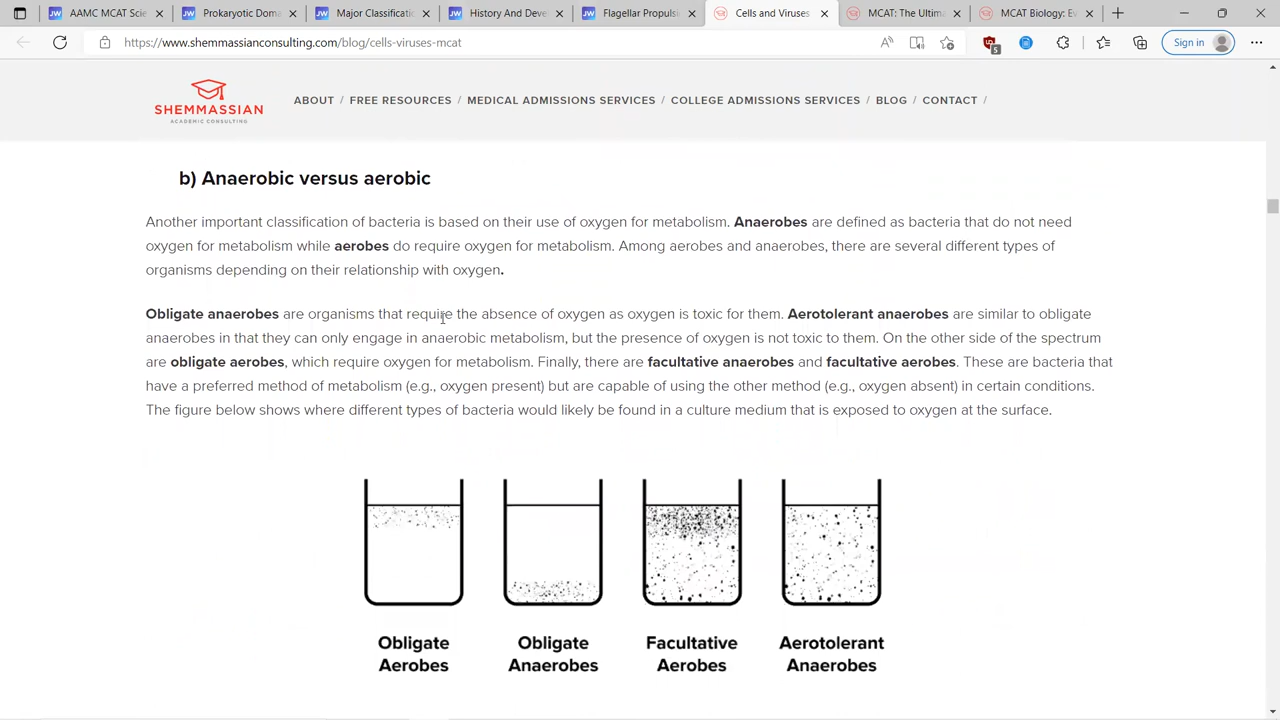 AAMC MCAT Scie
Prokaryotic Doma
Major Classificatio
History And Deve
Flagellar Propulsi
Cells and Viruses
MCAT: The Ultima
MCAT Biology: Ev
https://www.shemmassianconsulting.com/blog/cells-viruses-mcat
5
Sign in
SHEMMASSIAN
ACADEMIC CONSULTING
ABOUT / FREE RESOURCES / MEDICAL ADMISSIONS SERVICES / COLLEGE ADMISSIONS SERVICES / BLOG / CONTACT /
b) Anaerobic versus aerobic
Another important classification of bacteria is based on their use of oxygen for metabolism. Anaerobes are defined as bacteria that do not need
oxygen for metabolism while aerobes do require oxygen for metabolism. Among aerobes and anaerobes, there are several different types of
organisms depending on their relationship with oxygen.
Obligate anaerobes are organisms that require the absence of oxygen as oxygen is toxic for them. Aerotolerant anaerobes are similar to obligate
anaerobes in that they can only engage in anaerobic metabolism, but the presence of oxygen is not toxic to them. On the other side of the spectrum
are obligate aerobes, which require oxygen for metabolism. Finally, there are facultative anaerobes and facultative aerobes. These are bacteria that
have a preferred method of metabolism (e.g., oxygen present) but are capable of using the other method (e.g., oxygen absent) in certain conditions.
The figure below shows where different types of bacteria would likely be found in a culture medium that is exposed to oxygen at the surface.
Obligate
Aerobes
Obligate
Anaerobes
Facultative
Aerobes
Aerotolerant
Anaerobes